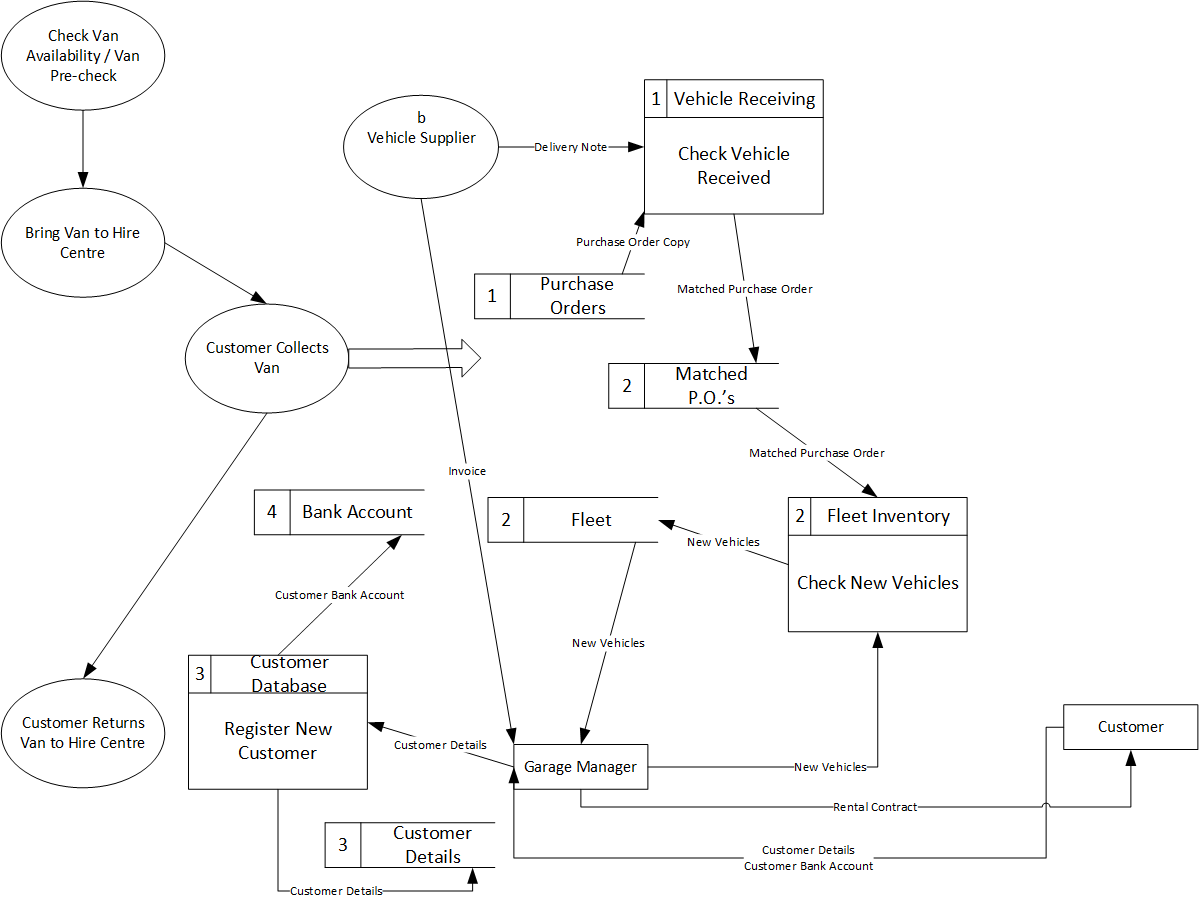 Check Van
Availability / Van
Pre-check
b
Vehicle Supplier
Delivery Note
1
Vehicle Receiving
Check Vehicle
Received
Bring Van to Hire
Centre
Purchase Order Copy
1
Purchase
Orders
Matched Purchase Order
Customer Collects
Van
2
Matched
P.O.'s
Matched Purchase Order
Invoice
4
Bank Account
2
Fleet
New Vehicles
2
Fleet Inventory
Check New Vehicles
Customer Bank Account
New Vehicles
3
Customer
Database
Register New
Customer
Customer Returns
Van to Hire Centre
Customer Details
Garage Manager
New Vehicles
Customer
Rental Contract
3
Customer
Details
Customer Details
Customer Bank Account
Customer Details